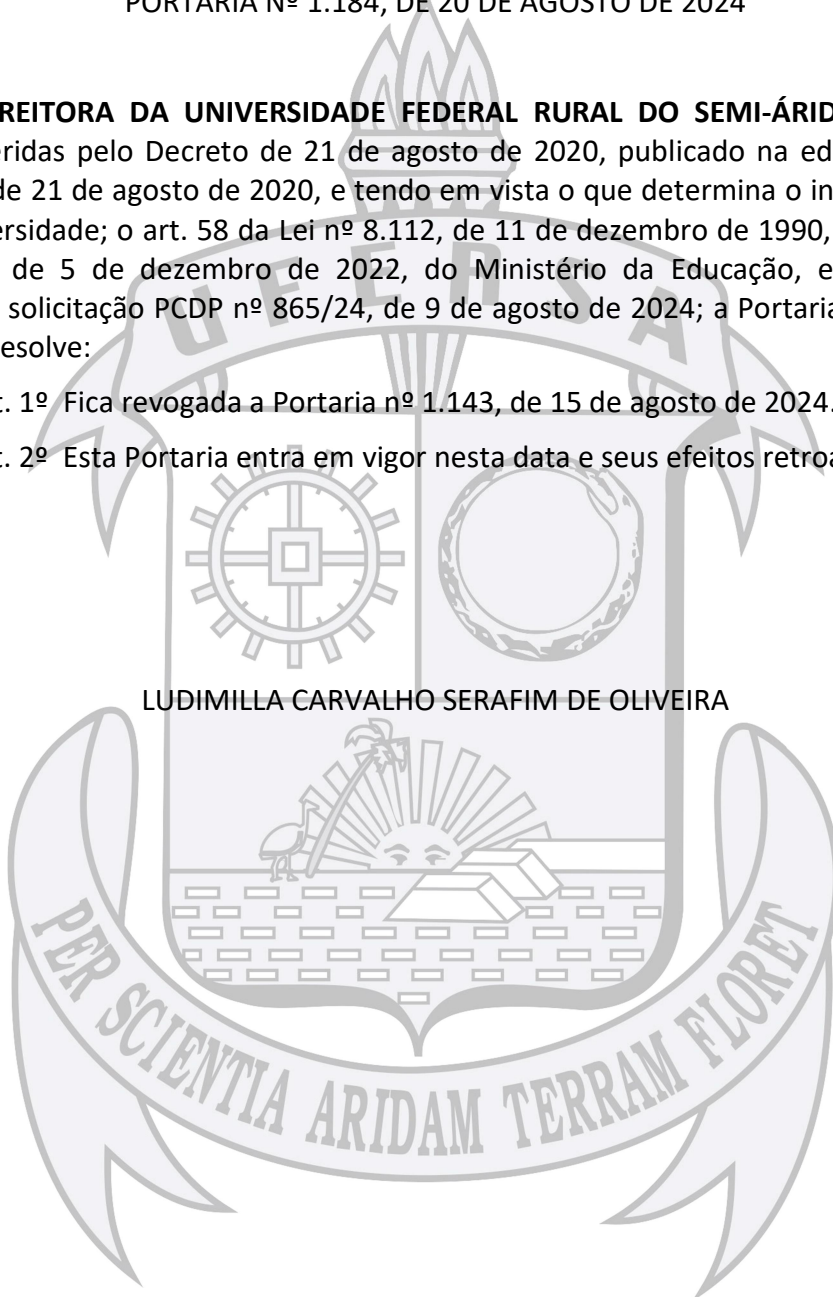 PORTARIA Nº 1.184, DE 20 DE AGOSTO DE 2024
REITORA DA UNIVERSIDADE FEDERAL RURAL DO SEMI-ÁRID
eridas pelo Decreto de 21 de agosto de 2020, publicado na ed
de 21 de agosto de 2020, e tendo em vista o que determina o in
ersidade; o art. 58 da Lei nº 8.112, de 11 de dezembro de 1990,
de 5 de dezembro de 2022, do Ministério da Educação, e
solicitação PCDP nº 865/24, de 9 de agosto de 2024; a Portaria
esolve:
t. 1º Fica revogada a Portaria nº 1.143, de 15 de agosto de 2024.
t. 2º Esta Portaria entra em vigor nesta data e seus efeitos retroa
UFERSA
LUDIMILLA CARVALHO SERAFIM DE OLIVEIRA
PER SCIENTIA ARIDAM TERRAM FLORET